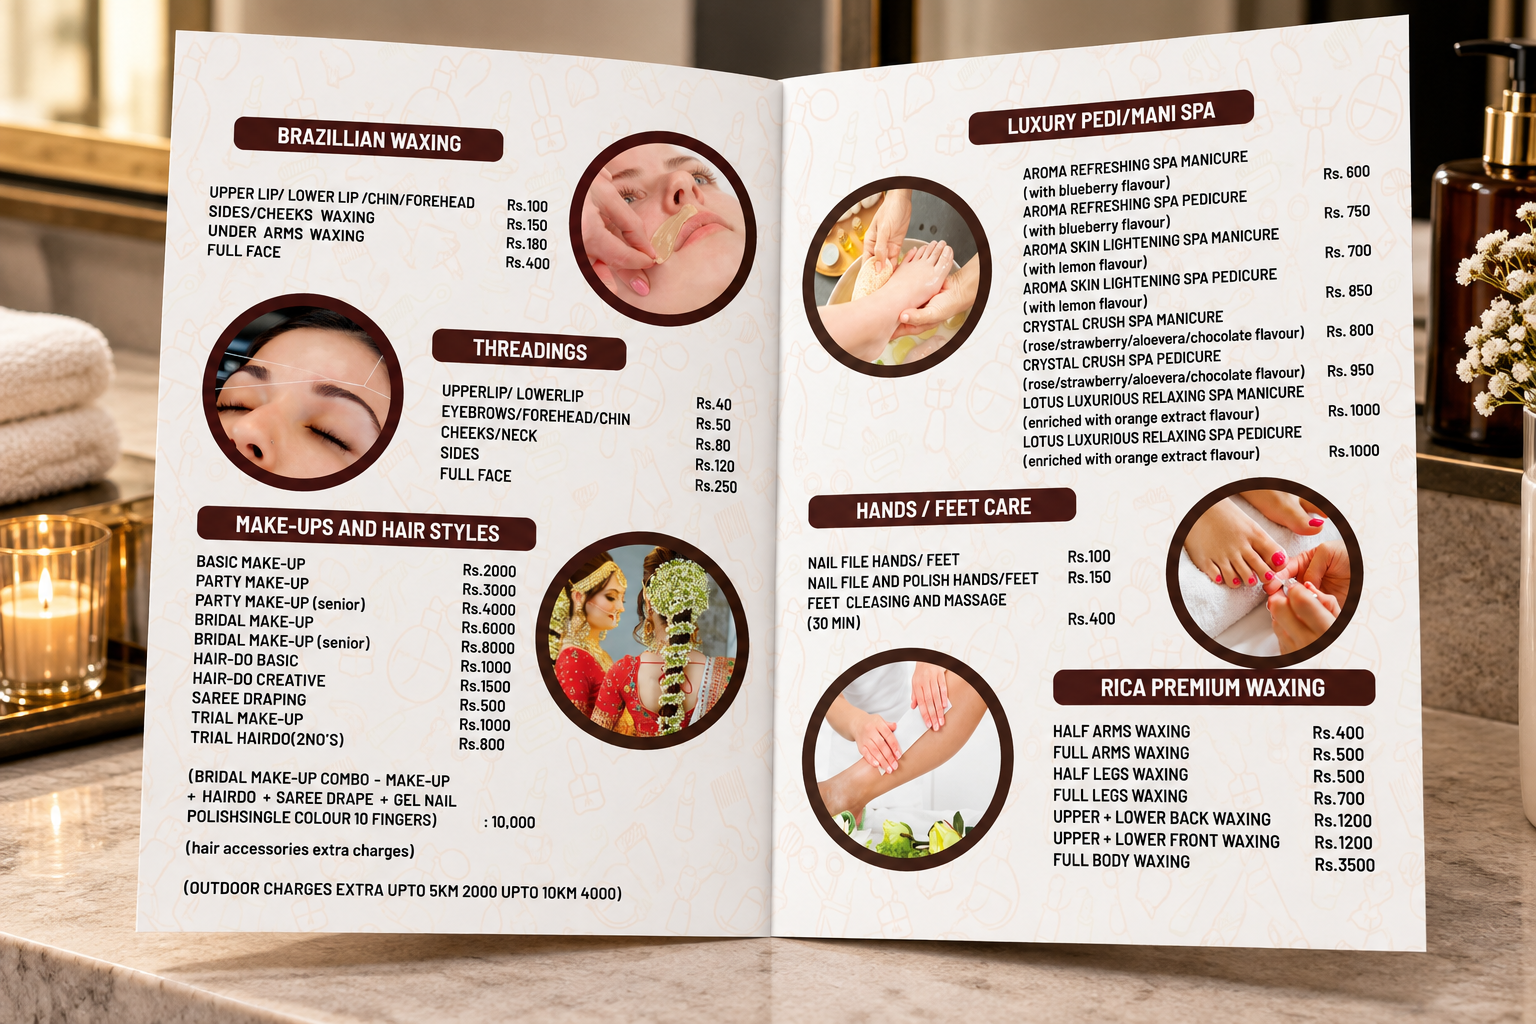 BRAZILLIAN WAXING
UPPER LIP/ LOWER LIP /CHIN/FOREHEAD Rs.100
SIDES/CHEEKS WAXING Rs.150
UNDER ARMS WAXING Rs.180
FULL FACE Rs.400
THREADINGS
UPPERLIP/ LOWERLIP Rs.40
EYEBROWS/FOREHEAD/CHIN Rs.50
CHEEKS/NECK Rs.80
SIDES Rs.120
FULL FACE Rs.250
MAKE-UPS AND HAIR STYLES
BASIC MAKE-UP Rs.2000
PARTY MAKE-UP Rs.3000
PARTY MAKE-UP (senior) Rs.4000
BRIDAL MAKE-UP Rs.6000
BRIDAL MAKE-UP (senior) Rs.8000
HAIR-DO BASIC Rs.1000
HAIR-DO CREATIVE Rs.1500
SAREE DRAPING Rs.500
TRIAL MAKE-UP Rs.1000
TRIAL HAIRDO(2NO'S) Rs.800
(BRIDAL MAKE-UP COMBO - MAKE-UP
+ HAIRDO + SAREE DRAPE + GEL NAIL
POLISHSINGLE COLOUR 10 FINGERS) : 10,000
(hair accessories extra charges)
(OUTDOOR CHARGES EXTRA UPTO 5KM 2000 UPTO 10KM 4000)
LUXURY PEDI/MANI SPA
AROMA REFRESHING SPA MANICURE
(with blueberry flavour) Rs. 600
AROMA REFRESHING SPA PEDICURE
(with blueberry flavour) Rs. 750
AROMA SKIN LIGHTENING SPA MANICURE
(with lemon flavour) Rs. 700
AROMA SKIN LIGHTENING SPA PEDICURE
(with lemon flavour) Rs. 850
CRYSTAL CRUSH SPA MANICURE
(rose/strawberry/aloevera/chocolate flavour) Rs. 800
CRYSTAL CRUSH SPA PEDICURE
(rose/strawberry/aloevera/chocolate flavour) Rs. 950
LOTUS LUXURIOUS RELAXING SPA MANICURE
(enriched with orange extract flavour) Rs. 1000
LOTUS LUXURIOUS RELAXING SPA PEDICURE
(enriched with orange extract flavour) Rs.1000
HANDS / FEET CARE
NAIL FILE HANDS/ FEET Rs.100
NAIL FILE AND POLISH HANDS/FEET Rs.150
FEET CLEASING AND MASSAGE
(30 MIN) Rs.400
RICA PREMIUM WAXING
HALF ARMS WAXING Rs.400
FULL ARMS WAXING Rs.500
HALF LEGS WAXING Rs.500
FULL LEGS WAXING Rs.700
UPPER + LOWER BACK WAXING Rs.1200
UPPER + LOWER FRONT WAXING Rs.1200
FULL BODY WAXING Rs.3500